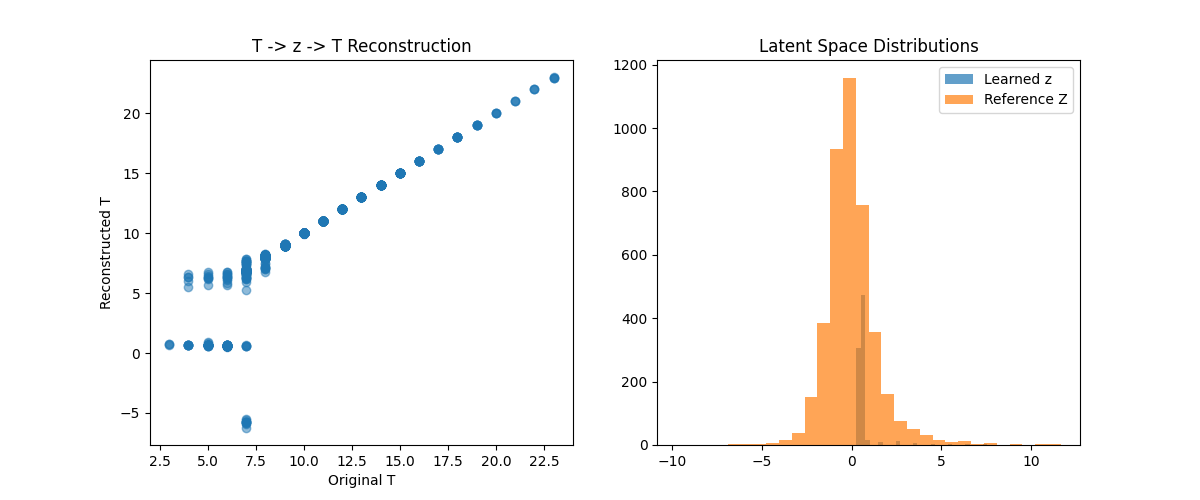 T -> z -> T Reconstruction
Reconstructed T
20
15
10
5
0
−5
2.5 5.0 7.5 10.0 12.5 15.0 17.5 20.0 22.5
Original T
Latent Space Distributions
Learned z
Reference Z
1200
1000
800
600
400
200
0
−10 −5 0 5 10